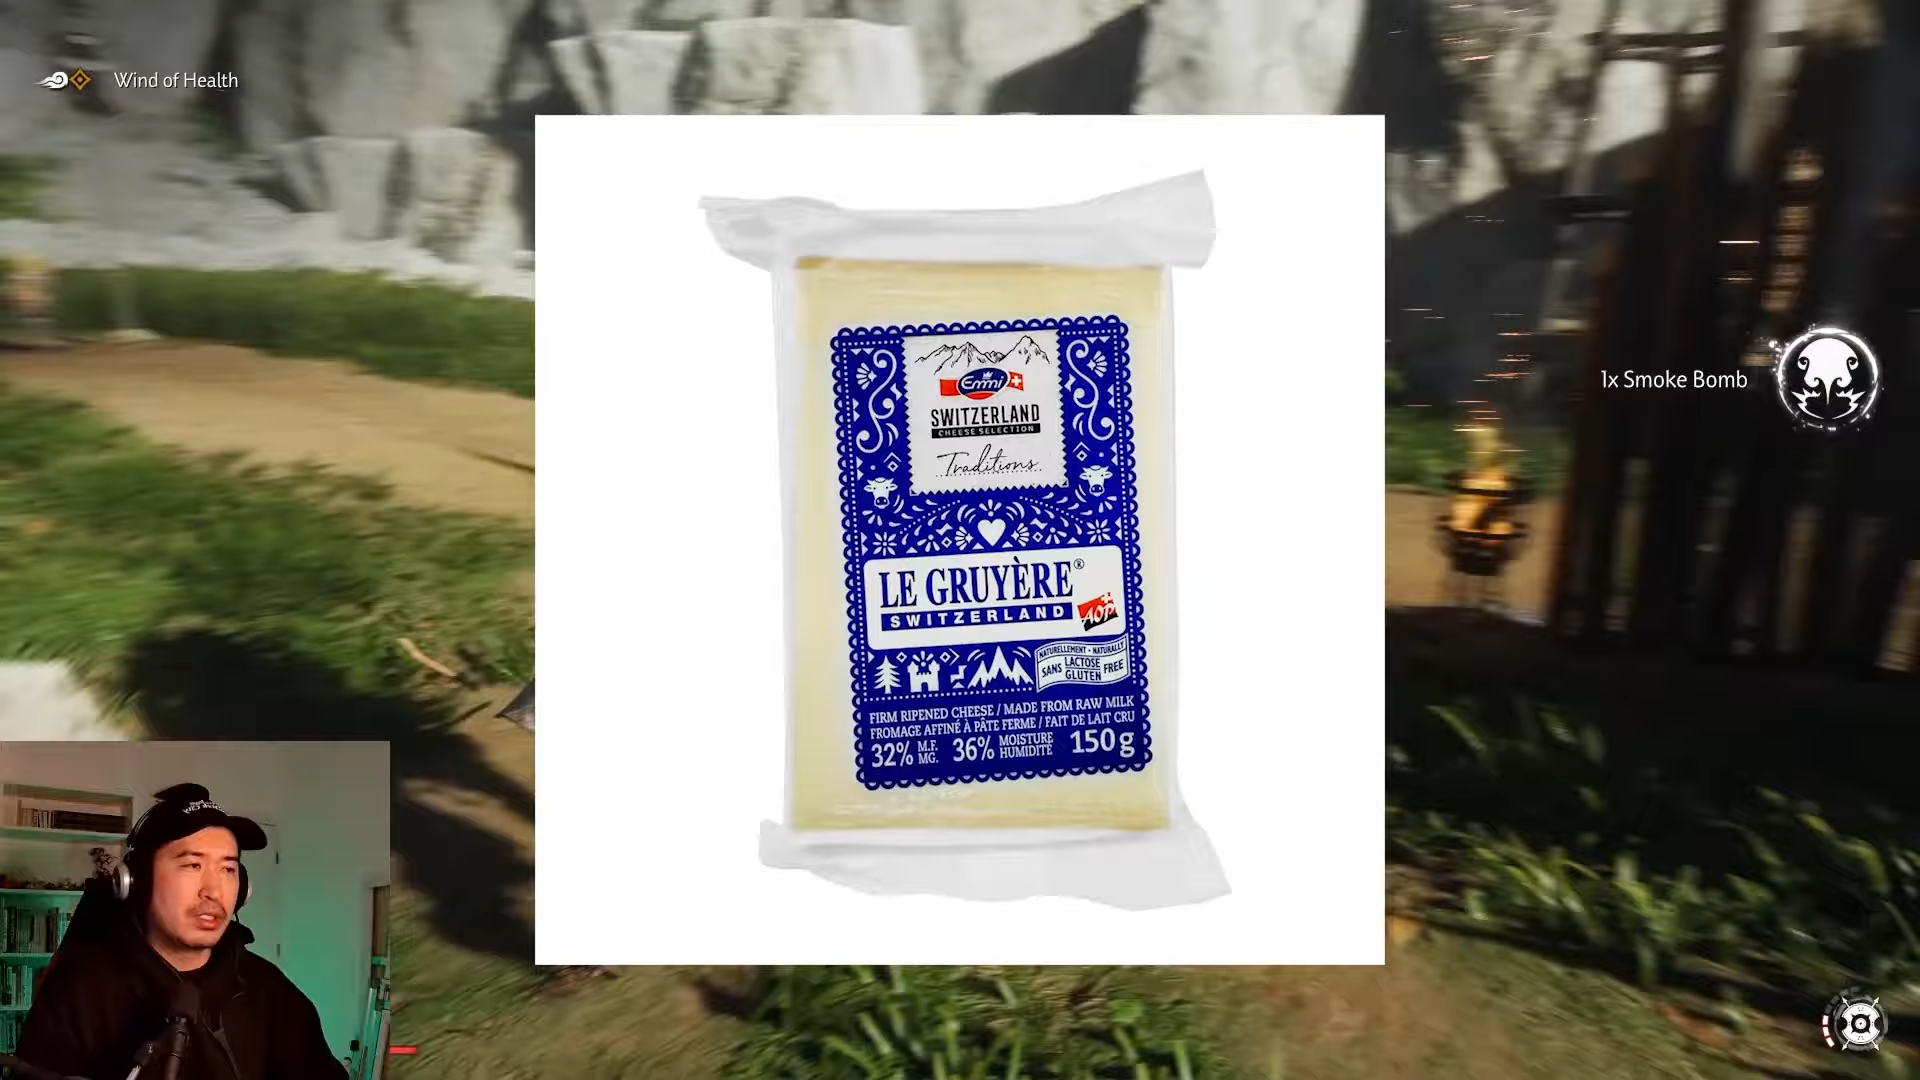 Wind of Health
1x Smoke Bomb
Emmi
SWITZERLAND
CHEESE SELECTION
Traditions
LE GRUYÈRE®
SWITZERLAND
AOP
NATURELLEMENT • NATURALLY
SANS LACTOSE FREE
GLUTEN
FIRM RIPENED CHEESE / MADE FROM RAW MILK
FROMAGE AFFINÉ À PÂTE FERME / FAIT DE LAIT CRU
32% M.F. 36% MOISTURE 150g
MG. HUMIDITÉ